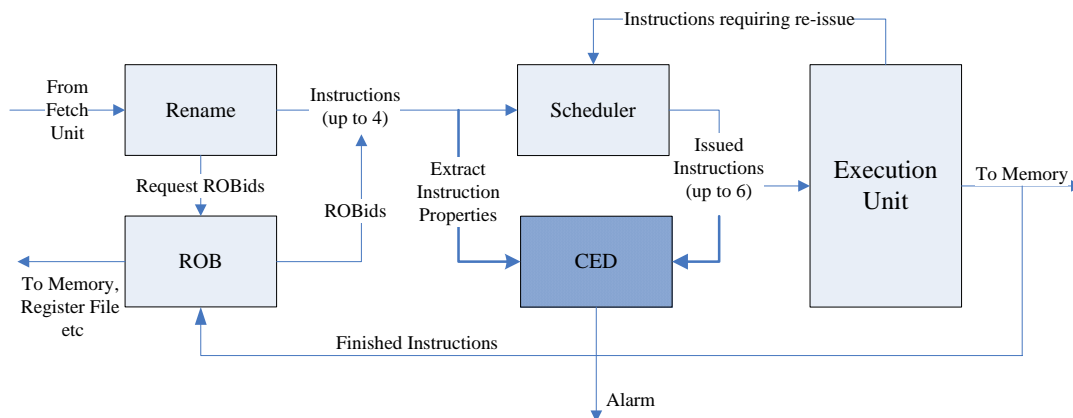 Instructions requiring re-issue
From
Fetch
Unit
Rename
Instructions
(up to 4)
Scheduler
Issued
Instructions
(up to 6)
Execution
Unit
To Memory
Extract
Instruction
Properties
Request ROBids
ROBids
ROB
CED
To Memory,
Register File
etc
Finished Instructions
Alarm